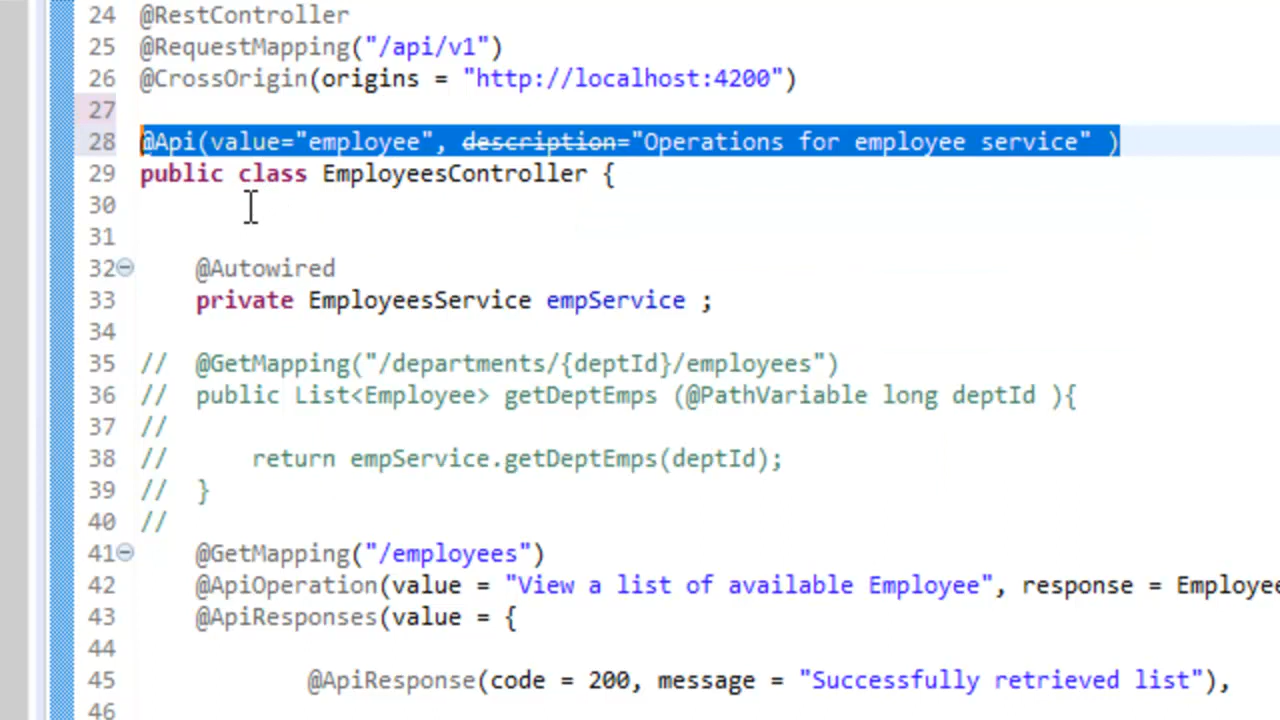 24 @RestController
25 @RequestMapping("/api/v1")
26 @CrossOrigin(origins = "http://localhost:4200")
27
28 @Api(value="employee", description="Operations for employee service" )
29 public class EmployeesController {
30
31
32 @Autowired
33 private EmployeesService empService ;
34
35 // @GetMapping("/departments/{deptId}/employees")
36 // public List<Employee> getDeptEmps (@PathVariable long deptId ){
37 //
38 // return empService.getDeptEmps(deptId);
39 // }
40 //
41 @GetMapping("/employees")
42 @ApiOperation(value = "View a list of available Employee", response = Employee
43 @ApiResponses(value = {
44
45 @ApiResponse(code = 200, message = "Successfully retrieved list"),
46